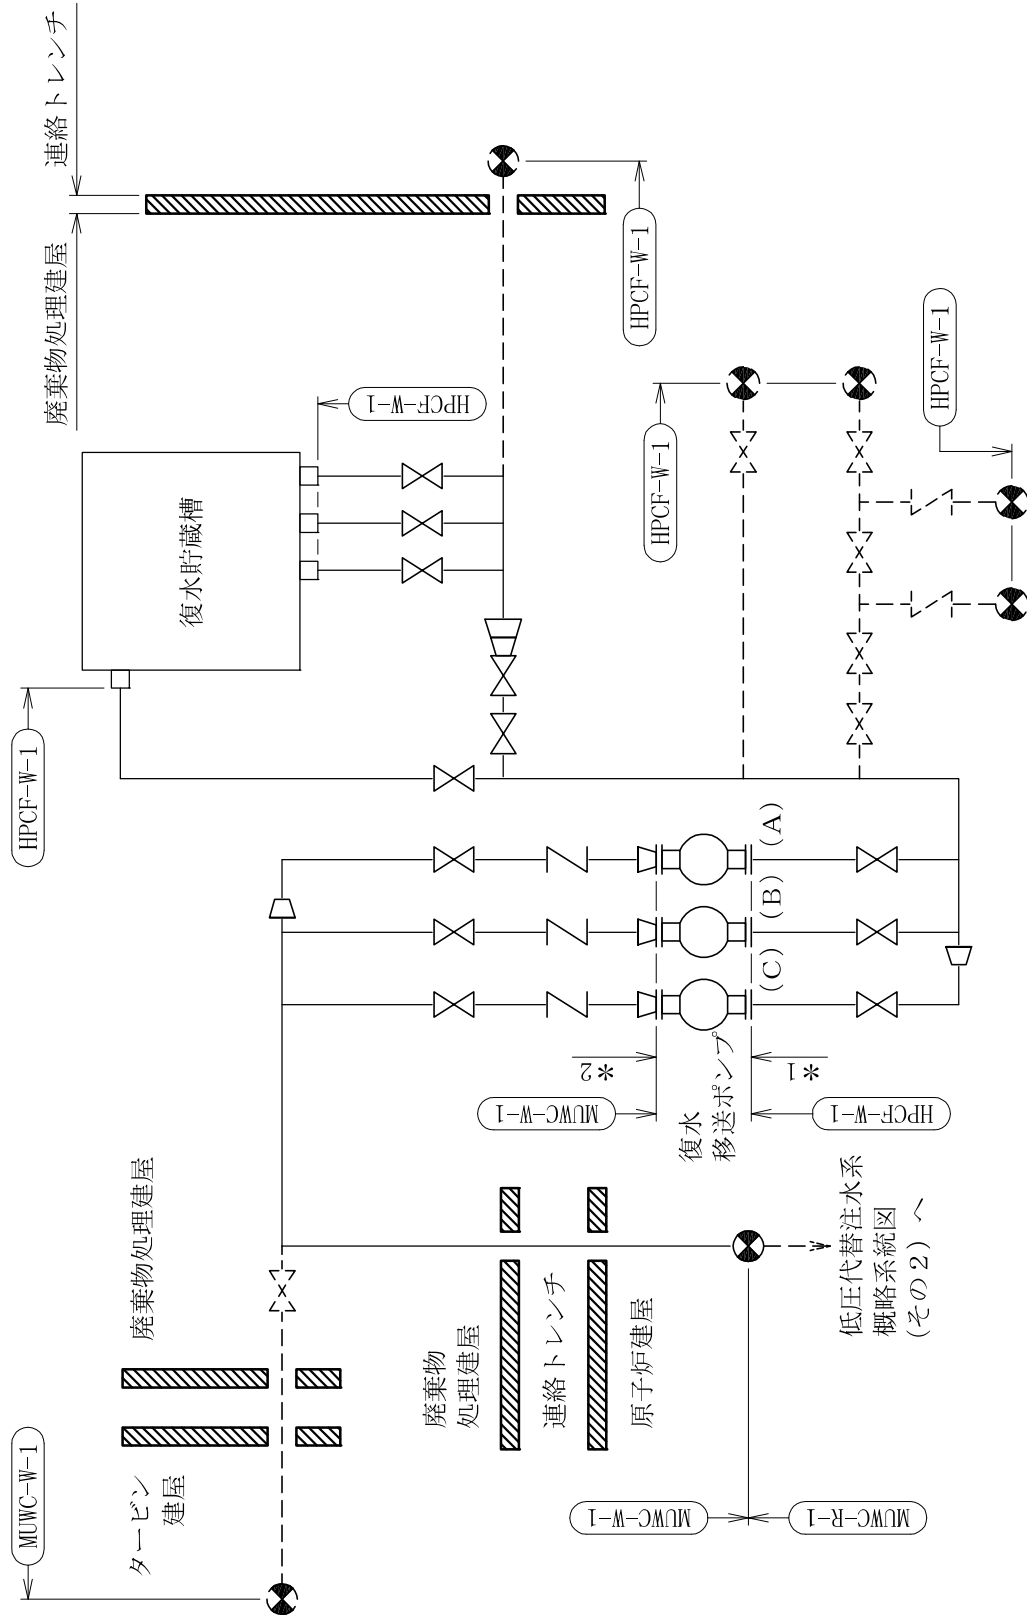 連絡トレンチ
廃棄物処理建屋
HPCF-W-1
復水貯蔵槽
HPCF-W-1
HPCF-W-1
HPCF-W-1
HPCF-W-1
(A)
(B)
(C)
*2
*1
MUWC-W-1
HPCF-W-1
復水
移送ポンプ
廃棄物処理建屋
MUWC-W-1
タービン
建屋
廃棄物
処理建屋
連絡トレンチ
原子炉建屋
MUWC-W-1
MUWC-R-1
低圧代替注水系
概略系統図
(その2) へ